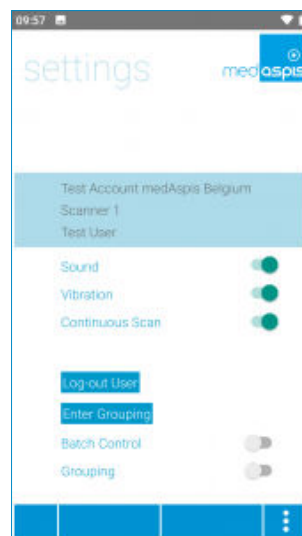 09:57
settings
medaspis
Test Account medAspis Belgium
Scanner 1
Test User
Sound
Vibration
Continuous Scan
Log-out User
Enter Grouping
Batch Control
Grouping